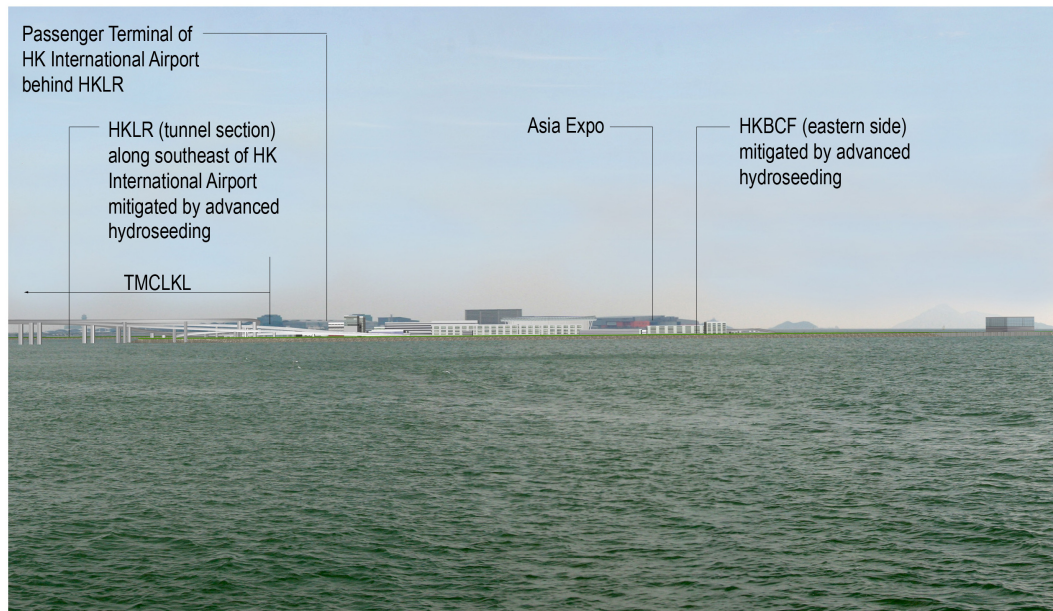 Passenger Terminal of
HK International Airport
behind HKLR
HKLR (tunnel section)
along southeast of HK
International Airport
mitigated by advanced
hydroseeding
TMCLKL
Asia Expo
HKBCF (eastern side)
mitigated by advanced
hydroseeding